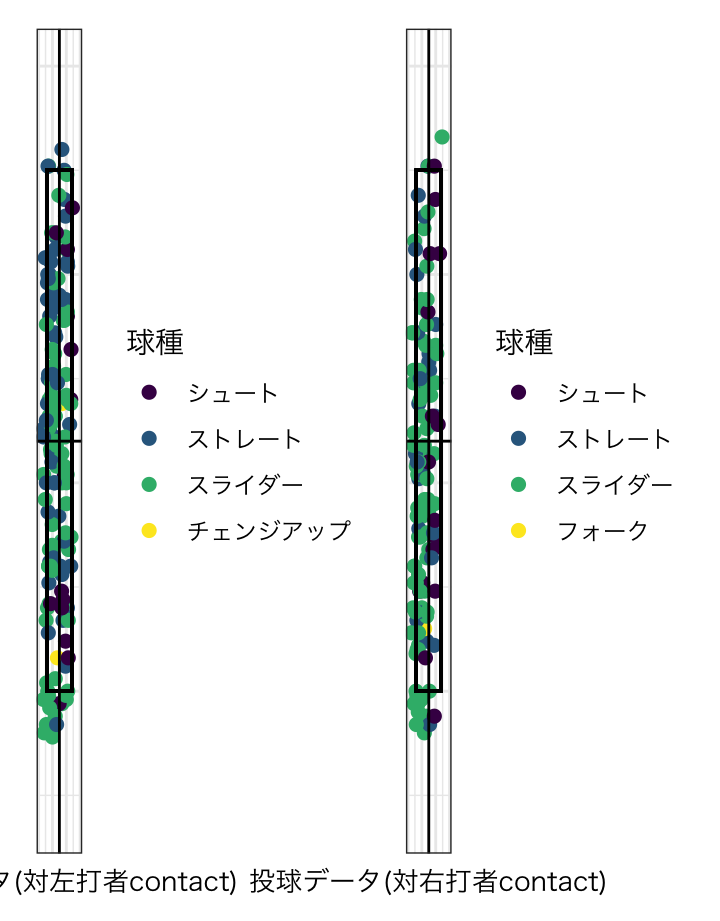 球種
シュート
ストレート
スライダー
チェンジアップ
球種
シュート
ストレート
スライダー
フォーク
タ(対左打者contact)
投球データ(対右打者contact)